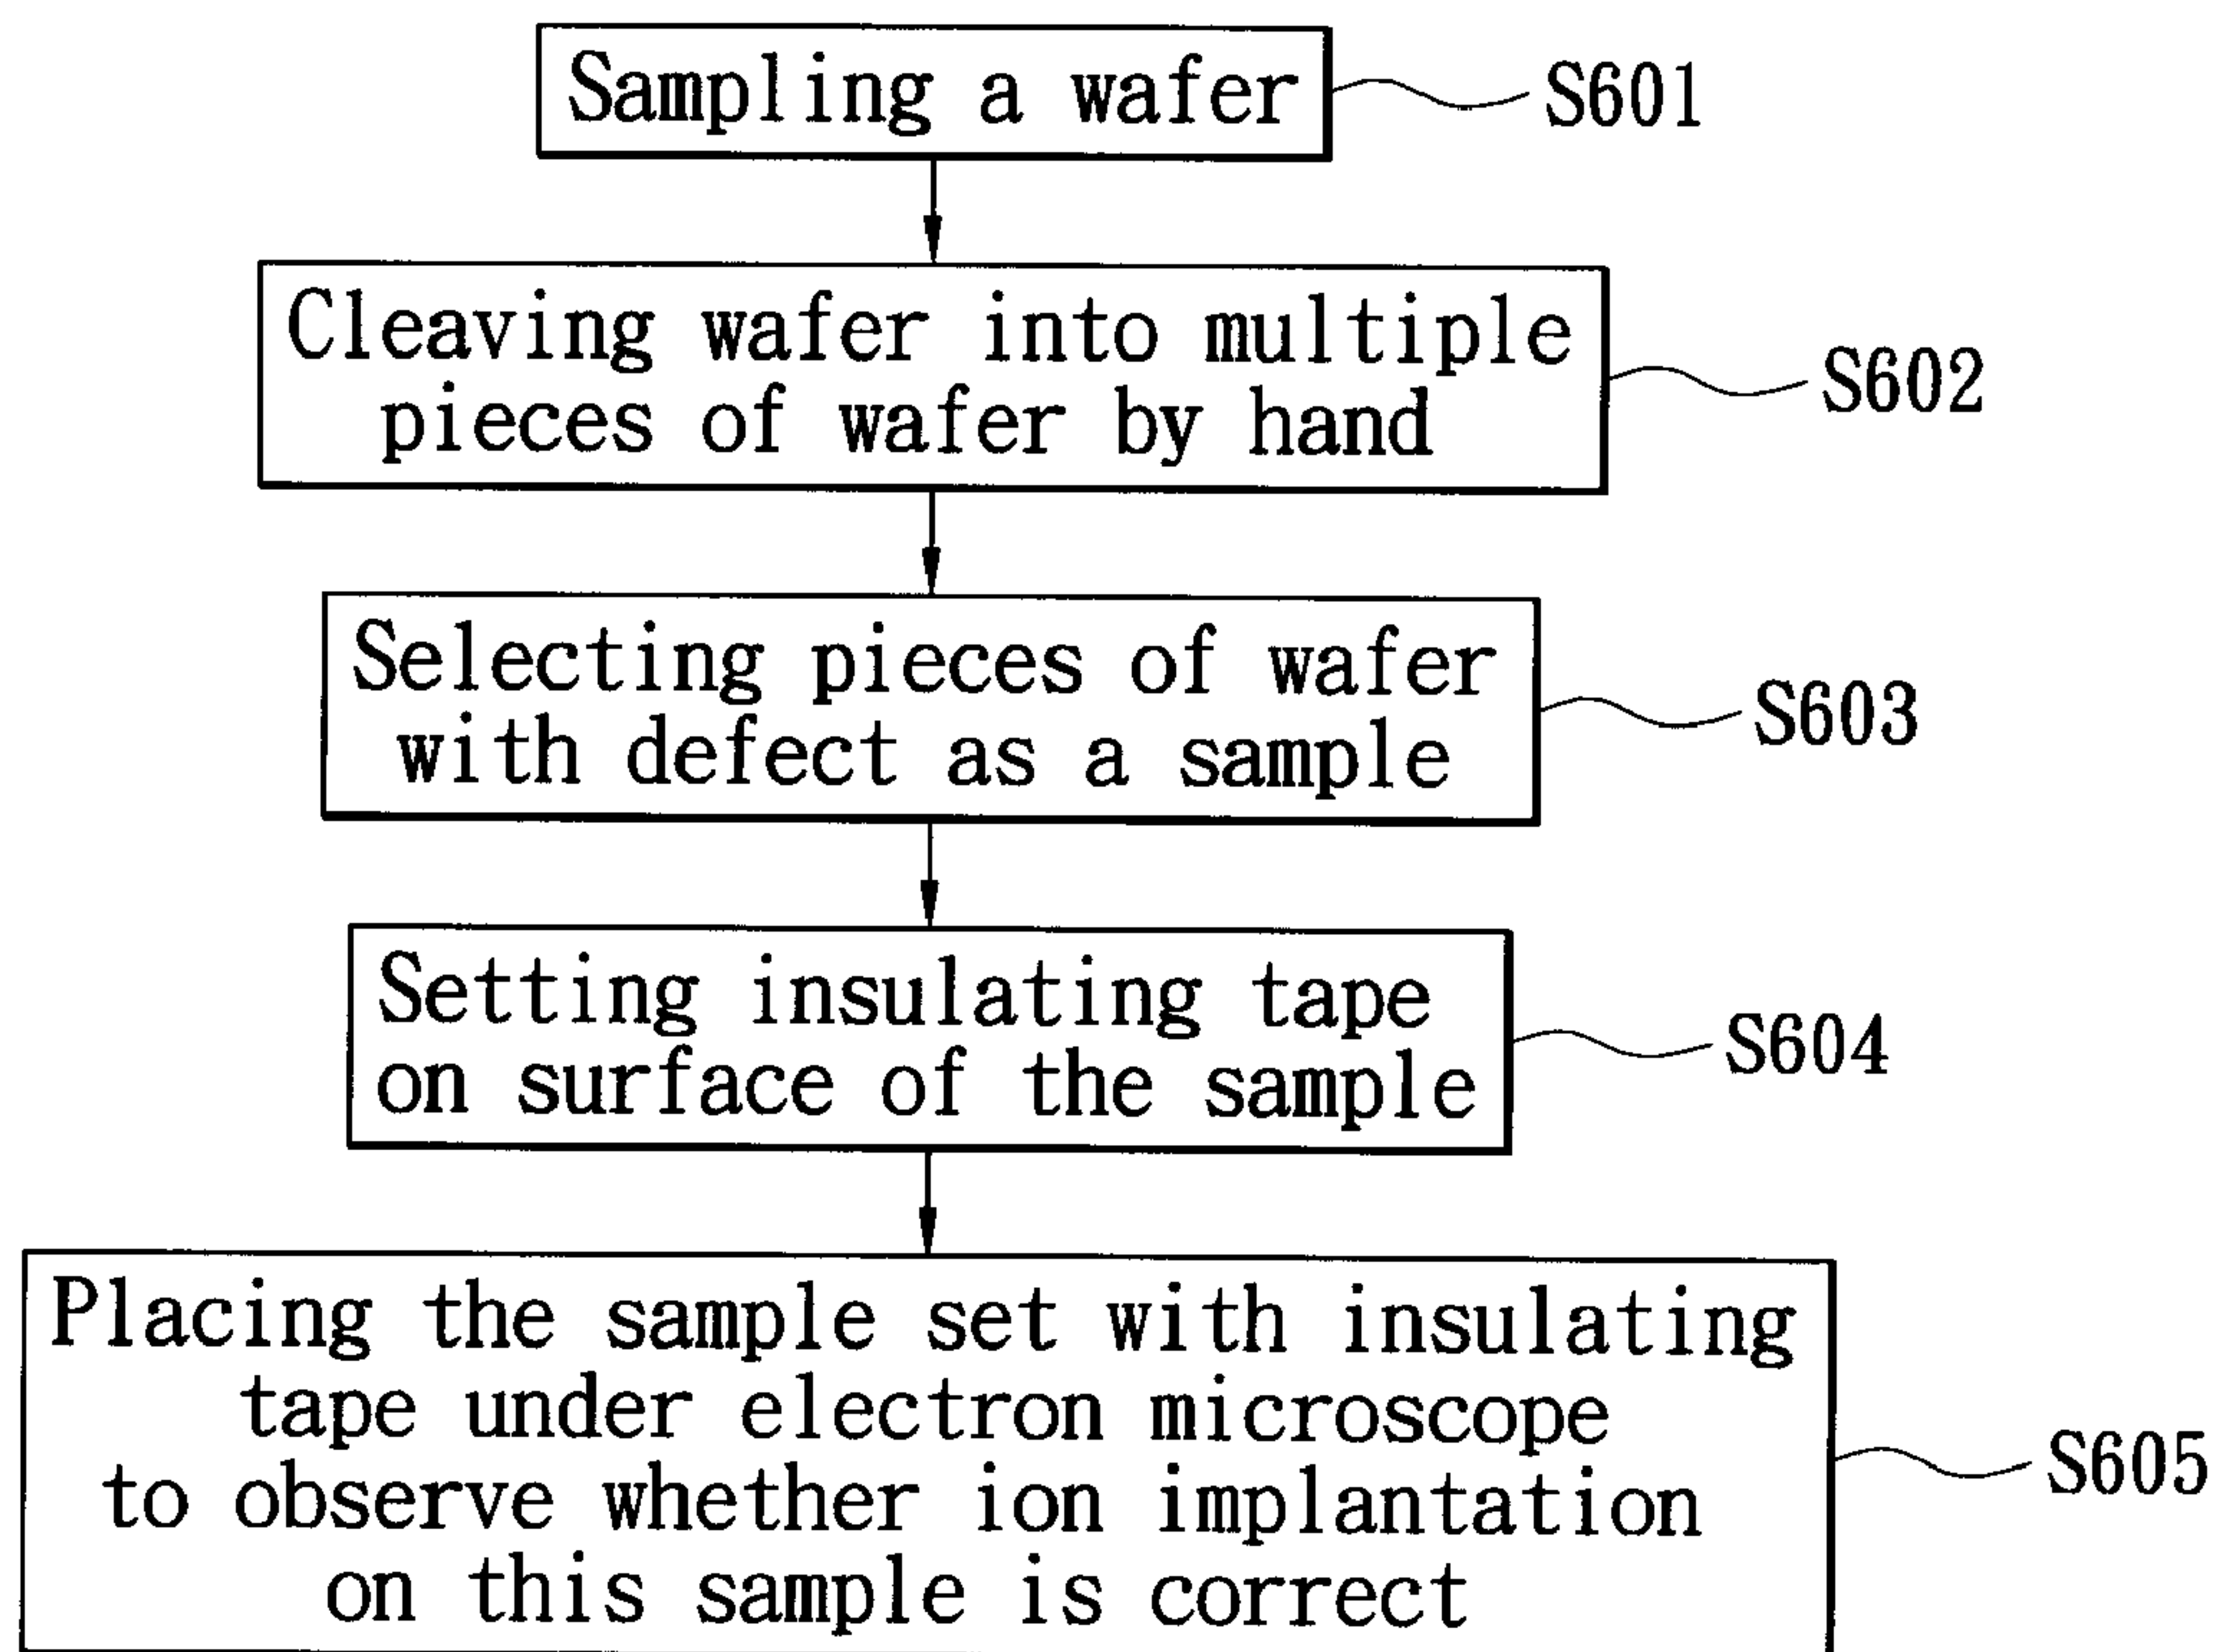 Sampling a wafer
S601
Cleaving wafer into multiple
pieces of wafer by hand
S602
Selecting pieces of wafer
with defect as a sample
S603
Setting insulating tape
on surface of the sample
S604
Placing the sample set with insulating
tape under electron microscope
to observe whether ion implantation
on this sample is correct
S605